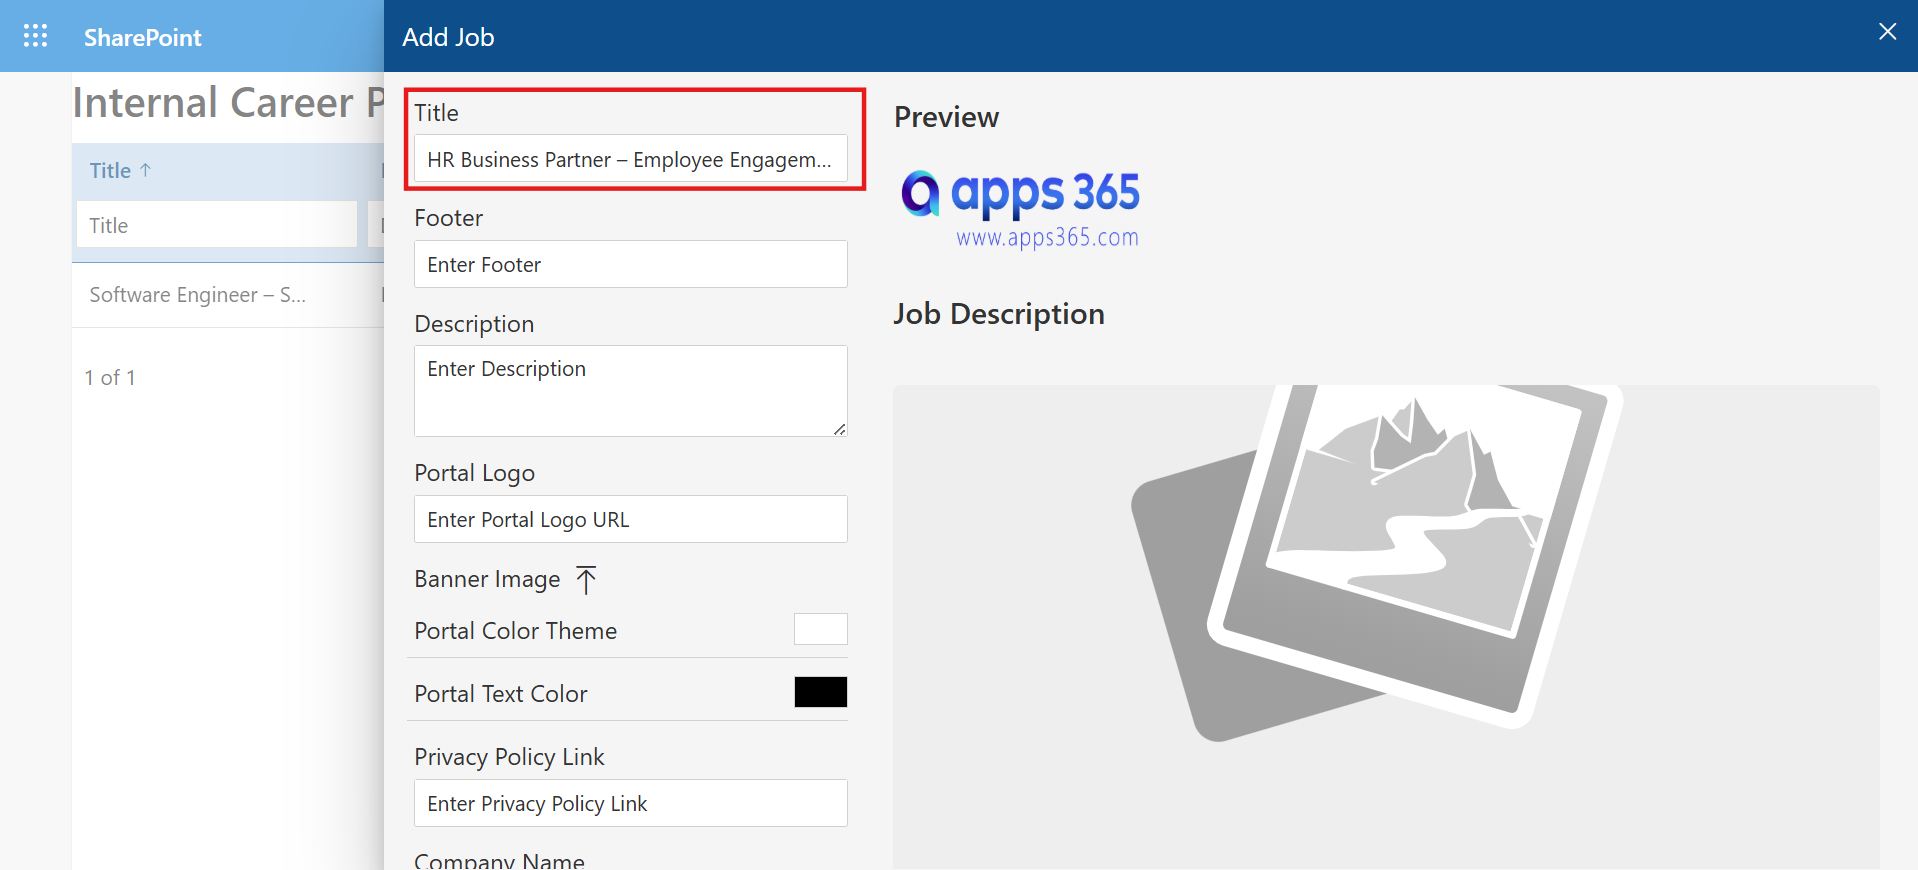 SharePoint
Internal Career P
Title ↑
Title
Software Engineer – S...
1 of 1
Add Job
Title
HR Business Partner – Employee Engagem...
Footer
Enter Footer
Description
Enter Description
Portal Logo
Enter Portal Logo URL
Banner Image
Portal Color Theme
Portal Text Color
Privacy Policy Link
Enter Privacy Policy Link
Company Name
Preview
apps 365
www.apps365.com
Job Description